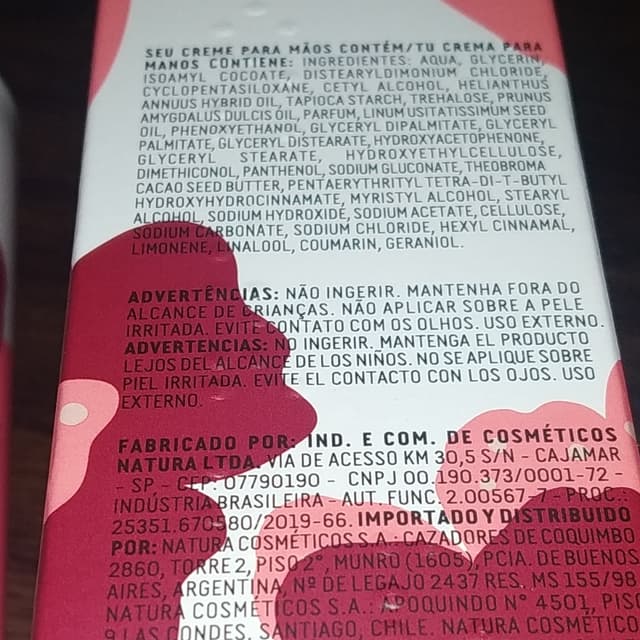 SEU CREME PARA MÃOS CONTÉM/TU CREMA PARA
MANOS CONTIENE: INGREDIENTES: AQUA, GLYCERIN,
ISOAMYL COCOATE, DISTEARYLDIMONIUM CHLORIDE,
CYCLOPENTASILOXANE, CETYL ALCOHOL, HELIANTHUS
ANNUUS HYBRID OIL, TAPIOCA STARCH, TREHALOSE, PRUNUS
AMYGDALUS DULCIS OIL, PARFUM, LINUM USITATISSIMUM SEED
OIL, PHENOXYETHANOL, GLYCERYL DIPALMITATE, GLYCERYL
PALMITATE, GLYCERYL DISTEARATE, HYDROXYACETOPHENONE,
GLYCERYL STEARATE, HYDROXYETHYLCELLULOSE,
DIMETHICONOL, PANTHENOL, SODIUM GLUCONATE, THEOBROMA
CACAO SEED BUTTER, PENTAERYTHRITYL TETRA-DI-T-BUTYL
HYDROXYHYDROCINNAMATE, MYRISTYL ALCOHOL, STEARYL
ALCOHOL, SODIUM HYDROXIDE, SODIUM ACETATE, CELLULOSE,
SODIUM CARBONATE, SODIUM CHLORIDE, HEXYL CINNAMAL,
LIMONENE, LINALOOL, COUMARIN, GERANIOL.
ADVERTÊNCIAS: NÃO INGERIR. MANTENHA FORA DO
ALCANCE DE CRIANÇAS. NÃO APLICAR SOBRE A PELE
IRRITADA. EVITE CONTATO COM OS OLHOS. USO EXTERNO.
ADVERTENCIAS: NO INGERIR. MANTENGA EL PRODUCTO
LEJOS DEL ALCANCE DE LOS NIÑOS. NO SE APLIQUE SOBRE
PIEL IRRITADA. EVITE EL CONTACTO CON LOS OJOS. USO
EXTERNO.
FABRICADO POR: IND. E COM. DE COSMÉTICOS
NATURA LTDA. VIA DE ACESSO KM 30,5 S/N - CAJAMAR
- SP - CEP: 07790190 - CNPJ 00.190.373/0001-72 -
INDÚSTRIA BRASILEIRA - AUT. FUNC. 2.00567-7 - PROC.:
25351.670580/2019-66. IMPORTADO Y DISTRIBUIDO
POR: NATURA COSMÉTICOS S.A.: CAZADORES DE COQUIMBO
2860, TORRE 2, PISO 2°, MUNRO (1605), PCIA. DE BUENOS
AIRES, ARGENTINA, Nº DE LEGAJO 2437 RES. MS 155/98
NATURA COSMÉTICOS S.A.: APOQUINDO N° 4501, PISO
9 LAS CONDES, SANTIAGO, CHILE. NATURA COSMÉTICO